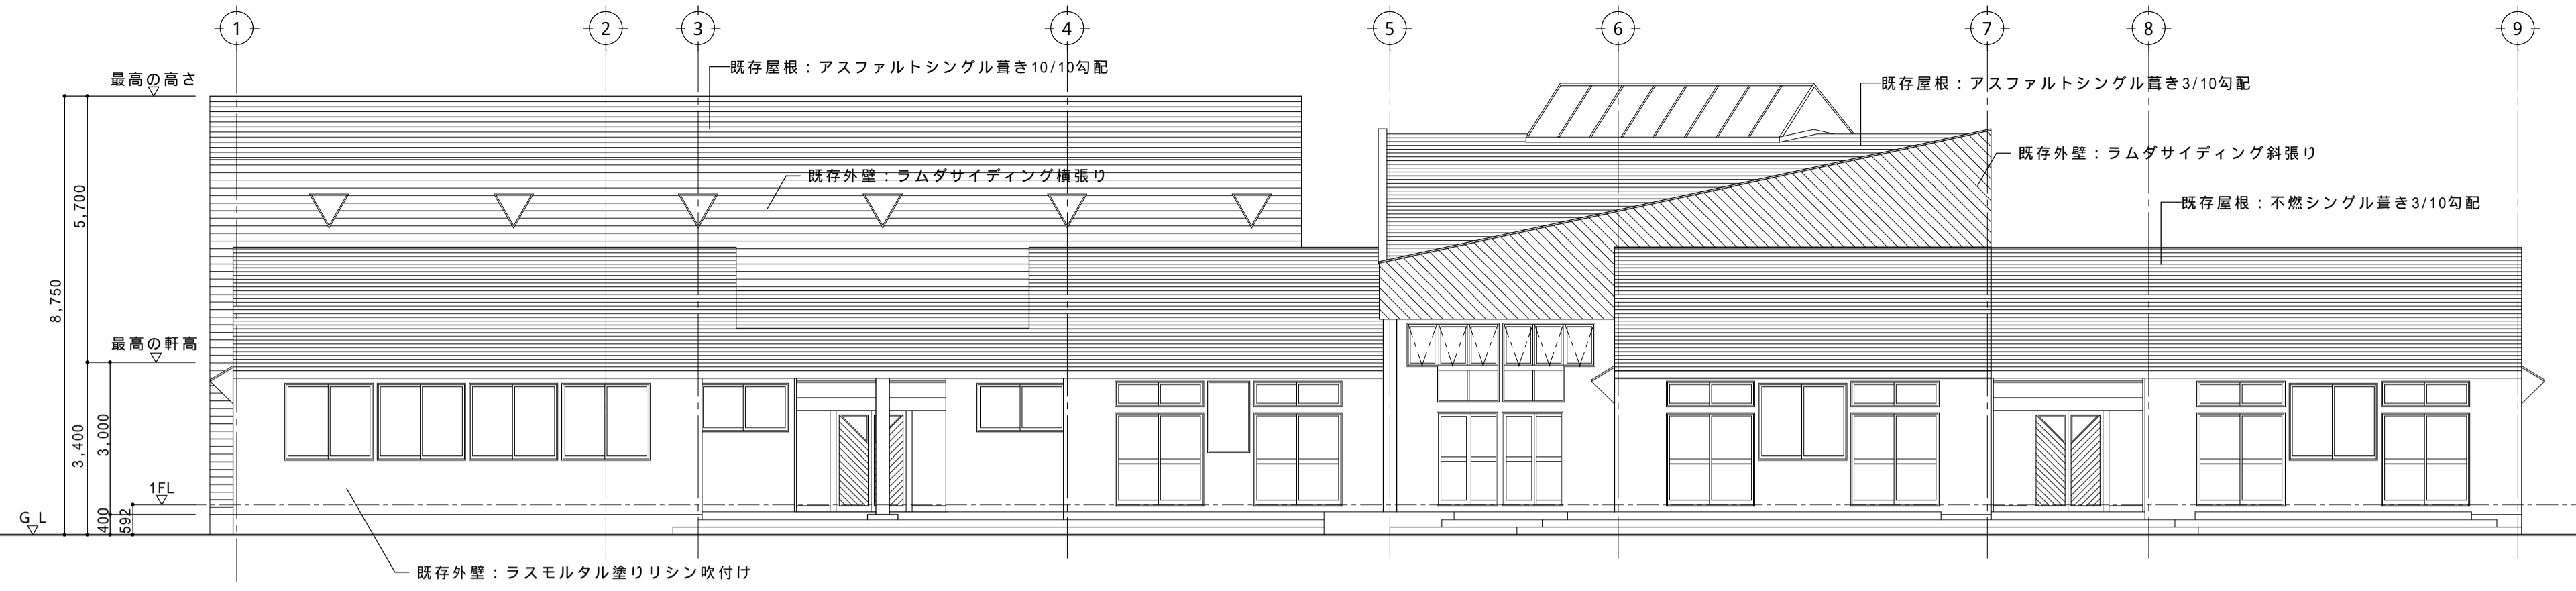 1
2
3
4
5
6
7
8
9
既存屋根：アスファルトシングル葺き10/10勾配
最高の高さ
既存屋根：アスファルトシングル葺き3/10勾配
既存外壁：ラムダサイディング斜張り
既存外壁：ラムダサイディング横張り
既存屋根：不燃シングル葺き3/10勾配
5,700
8,750
最高の軒高
3,400
3,000
1FL
400
592
GL
既存外壁：ラスモルタル塗りリシン吹付け